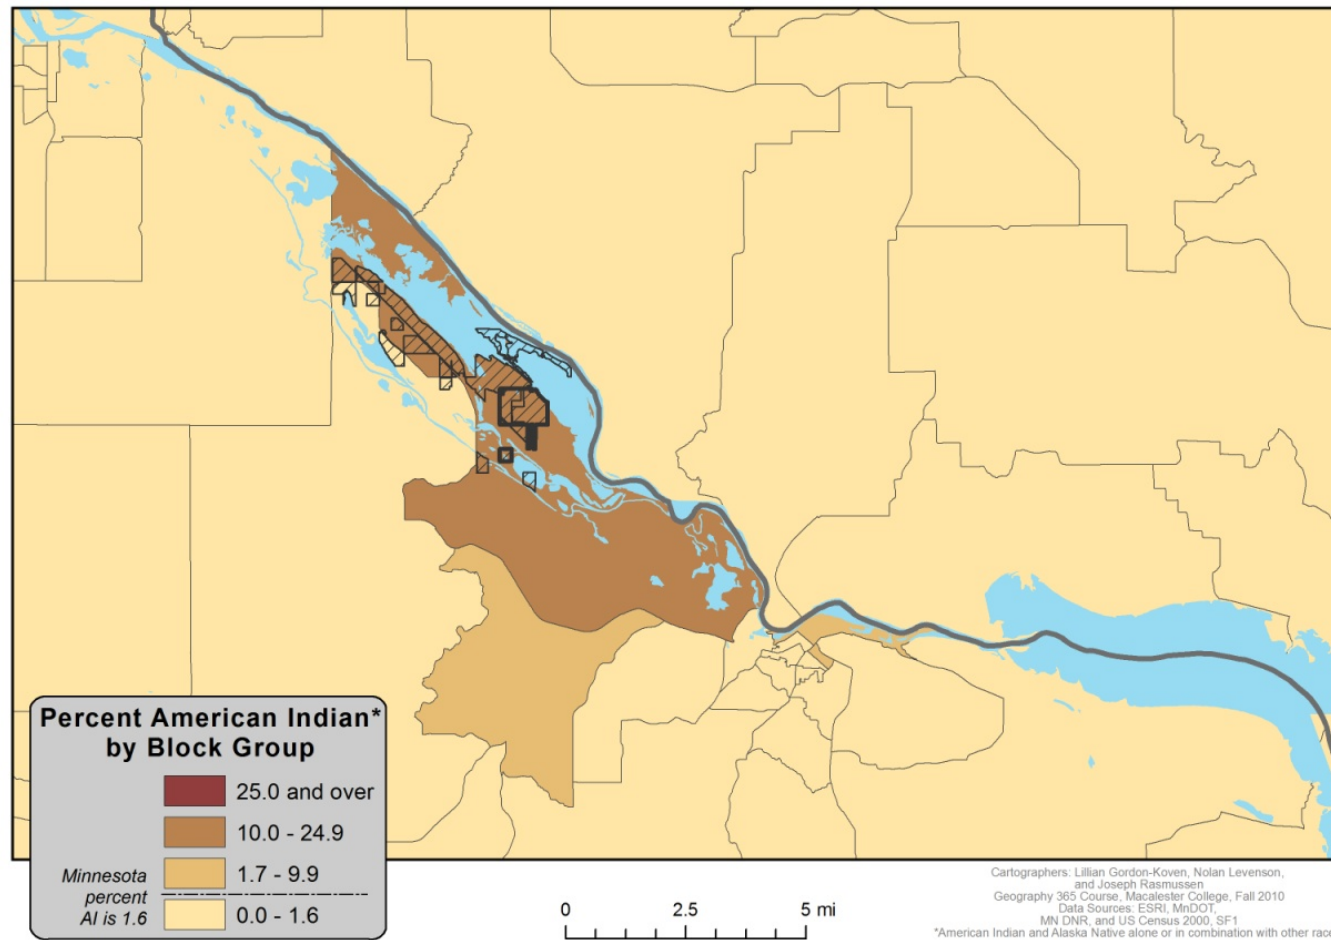 Percent American Indian*
by Block Group
25.0 and over
10.0 - 24.9
1.7 - 9.9
Minnesota
percent
AI is 1.6
0.0 - 1.6
0 2.5 5 mi
Cartographers: Lillian Gordon-Koven, Nolan Levenson,
and Joseph Rasmussen
Geography 365 Course, Macalester College, Fall 2010
Data Sources: ESRI, MnDOT,
MN DNR, and US Census 2000, SF1
*American Indian and Alaska Native alone or in combination with other race